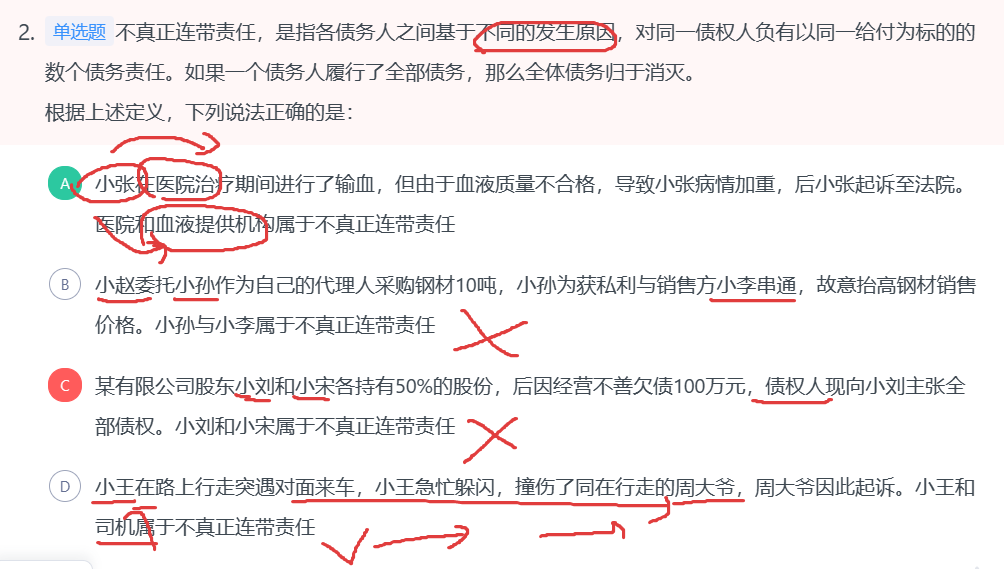 2. 单选题 不真正连带责任，是指各债务人之间基于不同的发生原因，对同一债权人负有以同一给付为标的的
数个债务责任。如果一个债务人履行了全部债务，那么全体债务归于消灭。
根据上述定义，下列说法正确的是：
A 小张在医院治疗期间进行了输血，但由于血液质量不合格，导致小张病情加重，后小张起诉至法院。
医院和血液提供机构属于不真正连带责任
B 小赵委托小孙作为自己的代理人采购钢材10吨，小孙为获私利与销售方小李串通，故意抬高钢材销售
价格。小孙与小李属于不真正连带责任
C 某有限公司股东小刘和小宋各持有50%的股份，后因经营不善欠债100万元，债权人现向小刘主张全
部债权。小刘和小宋属于不真正连带责任
D 小王在路上行走突遇对面来车，小王急忙躲闪，撞伤了同在行走的周大爷，周大爷因此起诉。小王和
司机属于不真正连带责任